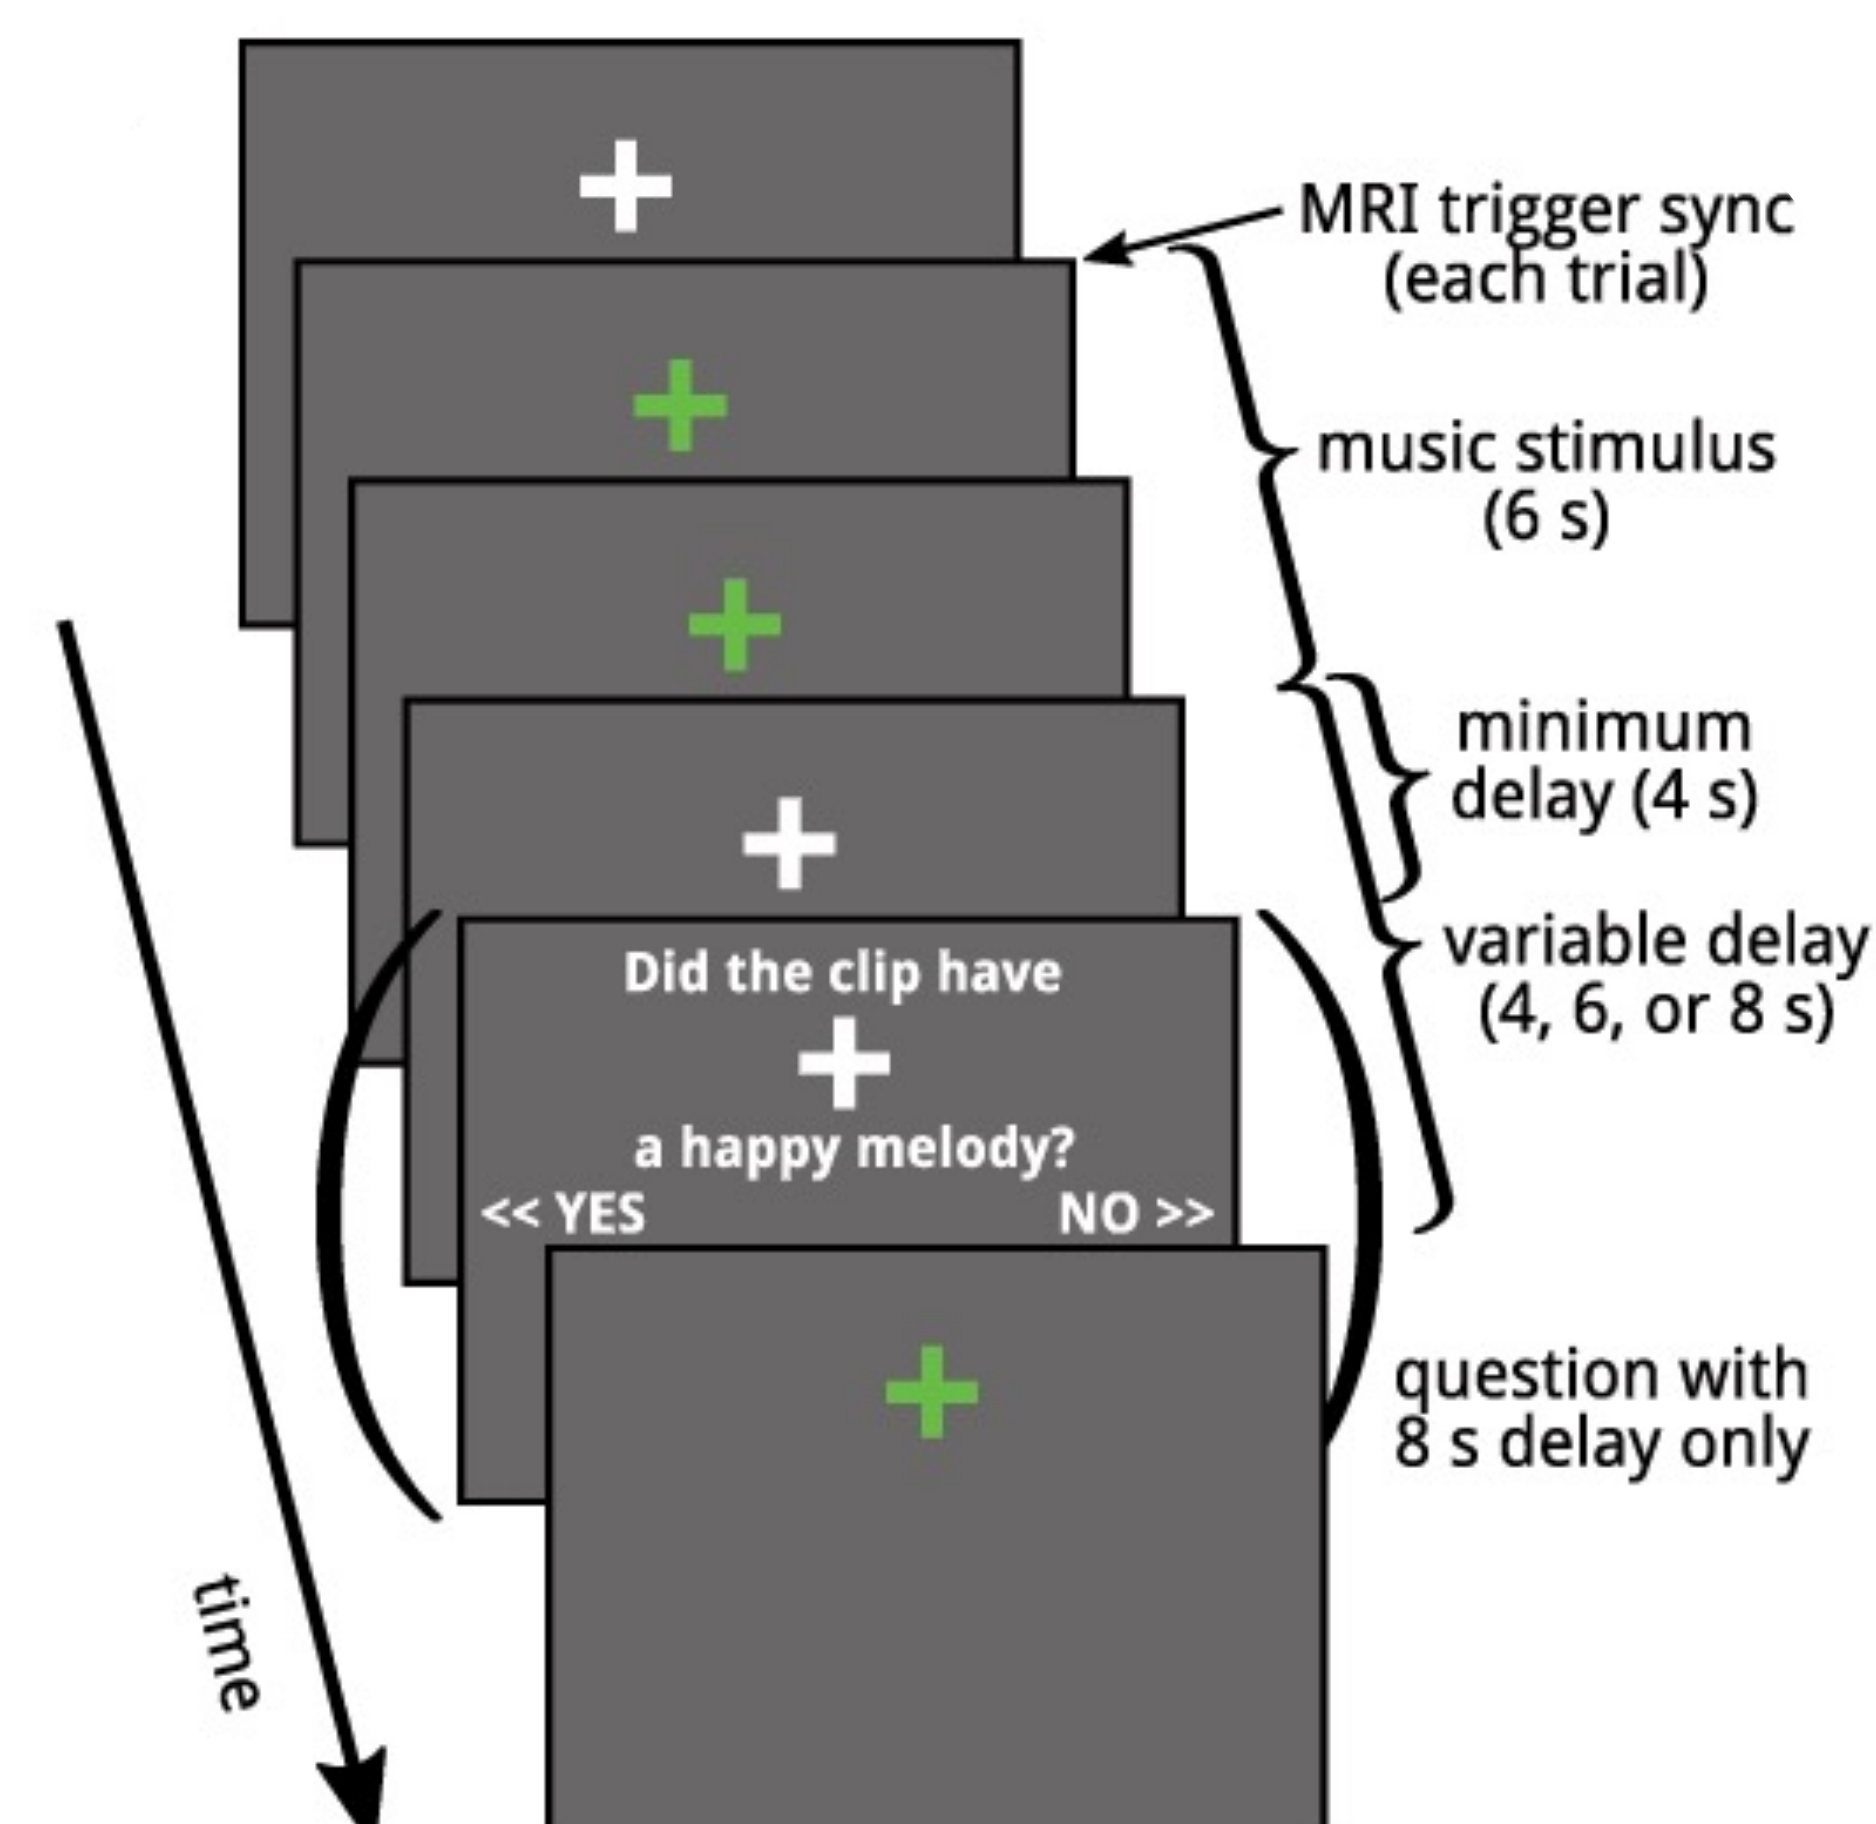 MRI trigger sync
(each trial)
music stimulus
(6 s)
minimum
delay (4 s)
variable delay
(4, 6, or 8 s)
Did the clip have
a happy melody?
<< YES NO >>
question with
8 s delay only
time